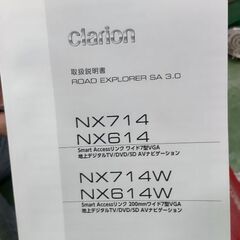 clarion
取扱説明書
ROAD EXPLORER SA 3.0
NX714
NX614
Smart Accessリンク ワイド7型VGA
地上デジタルTV/DVD/SD AVナビゲーション
NX714W
NX614W
Smart Accessリンク 200mmワイド7型VGA
地上デジタルTV/DVD/SD AVナビゲーション